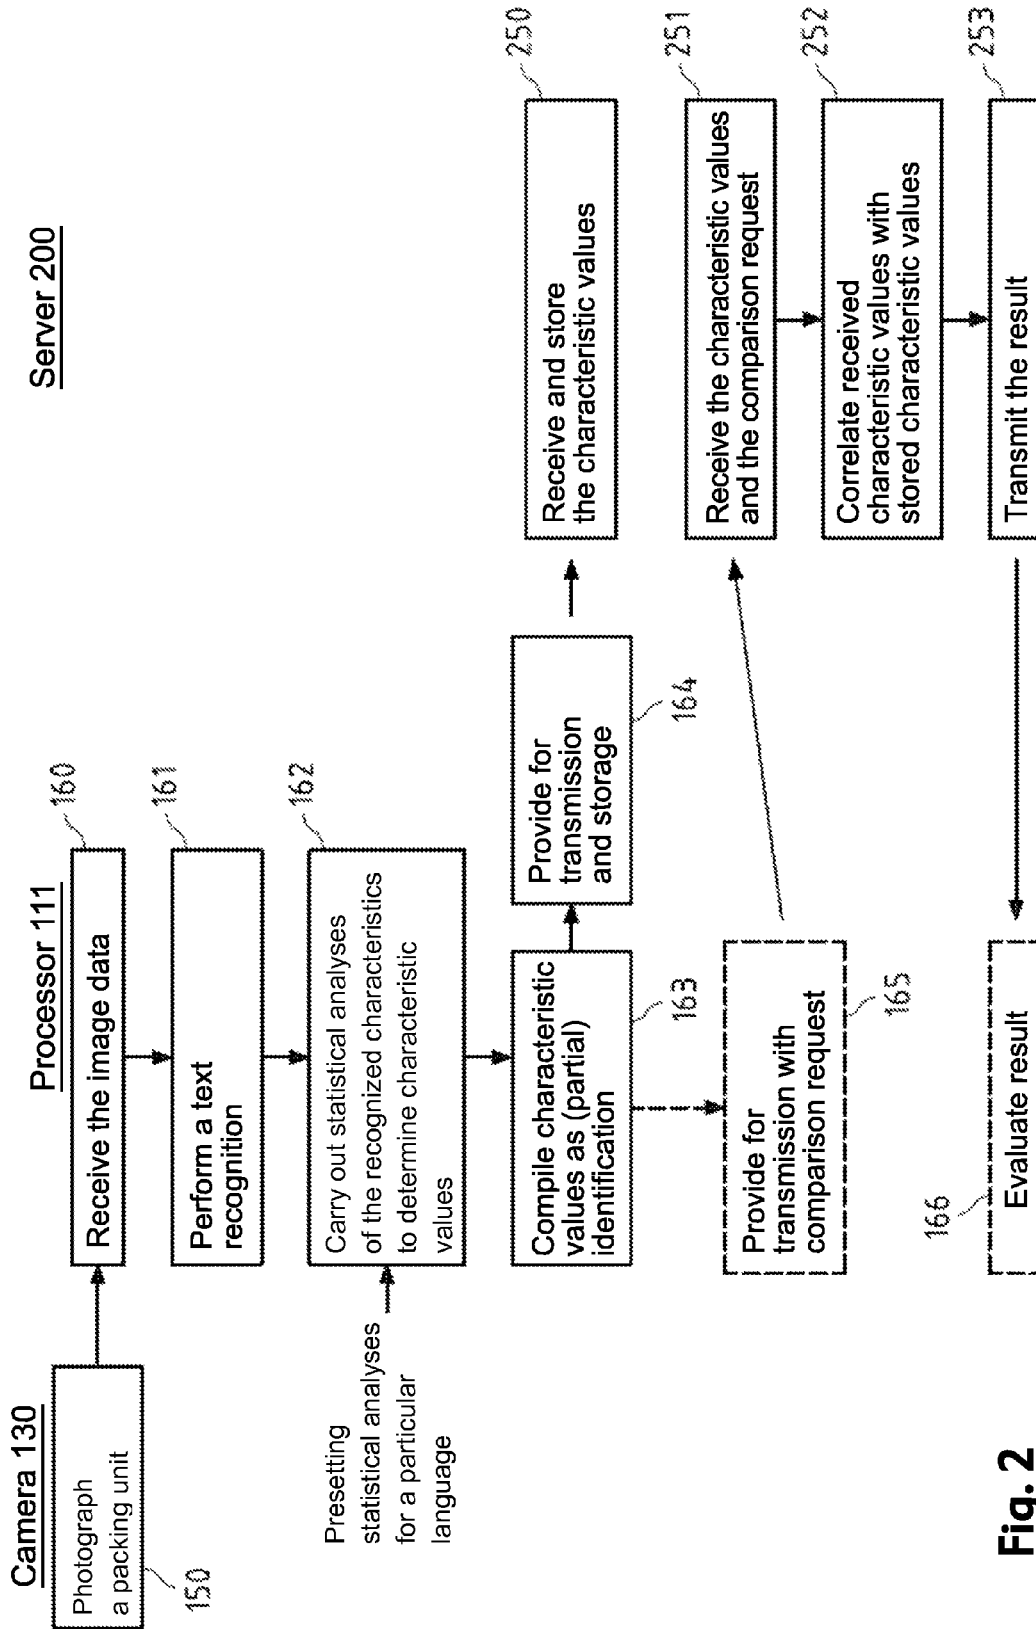 Camera 130
Photograph
a packing unit
150
Presetting
statistical analyses
for a particular
language
Processor 111
Receive the image data
160
Perform a text
recognition
161
Carry out statistical analyses
of the recognized characteristics
to determine characteristic
values
162
Compile characteristic
values as (partial)
identification
163
Provide for
transmission
and storage
164
Provide for
transmission with
comparison request
165
Evaluate result
166
Server 200
Receive and store
the characteristic values
250
Receive the characteristic values
and the comparison request
251
Correlate received
characteristic values with
stored characteristic values
252
Transmit the result
253
Fig. 2